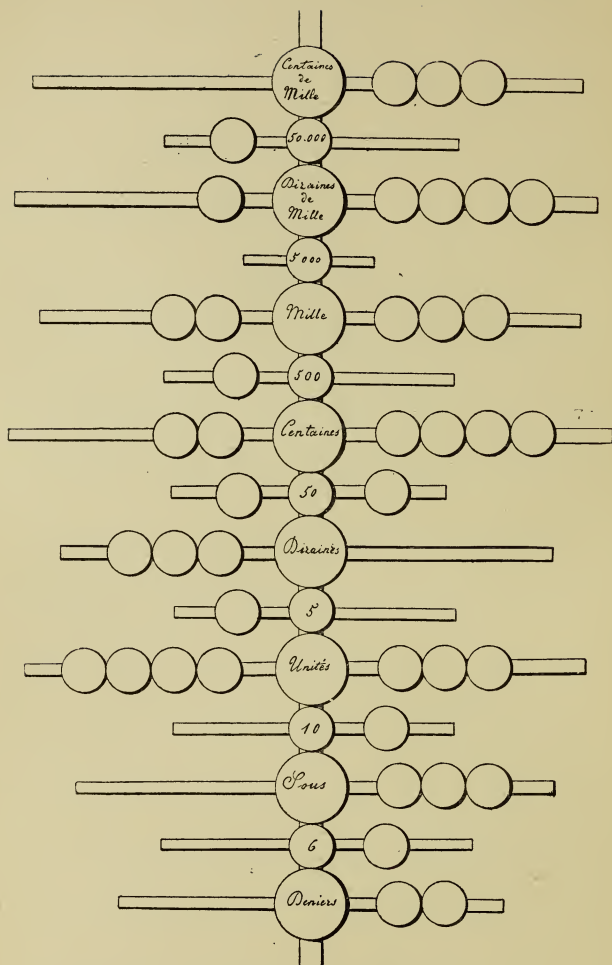 Centaines
de
Mille
50.000
Dizaines
de
Mille
5000
Mille
500
Centaines
50
Dizaines
5
Unités
10
Sous
6
Deniers